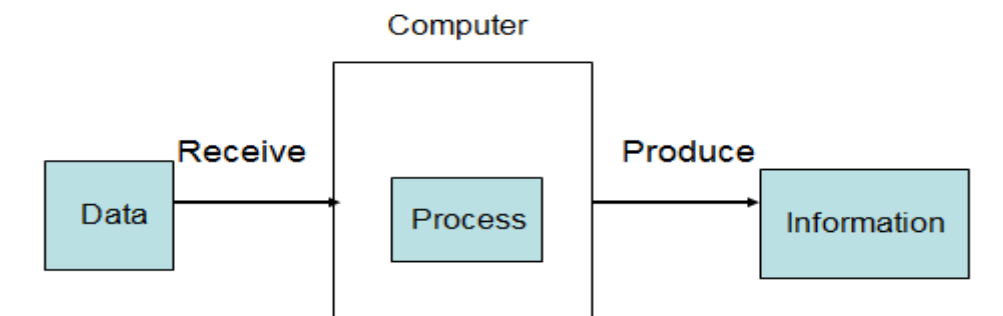 Computer
Receive
Produce
Data
Process
Information